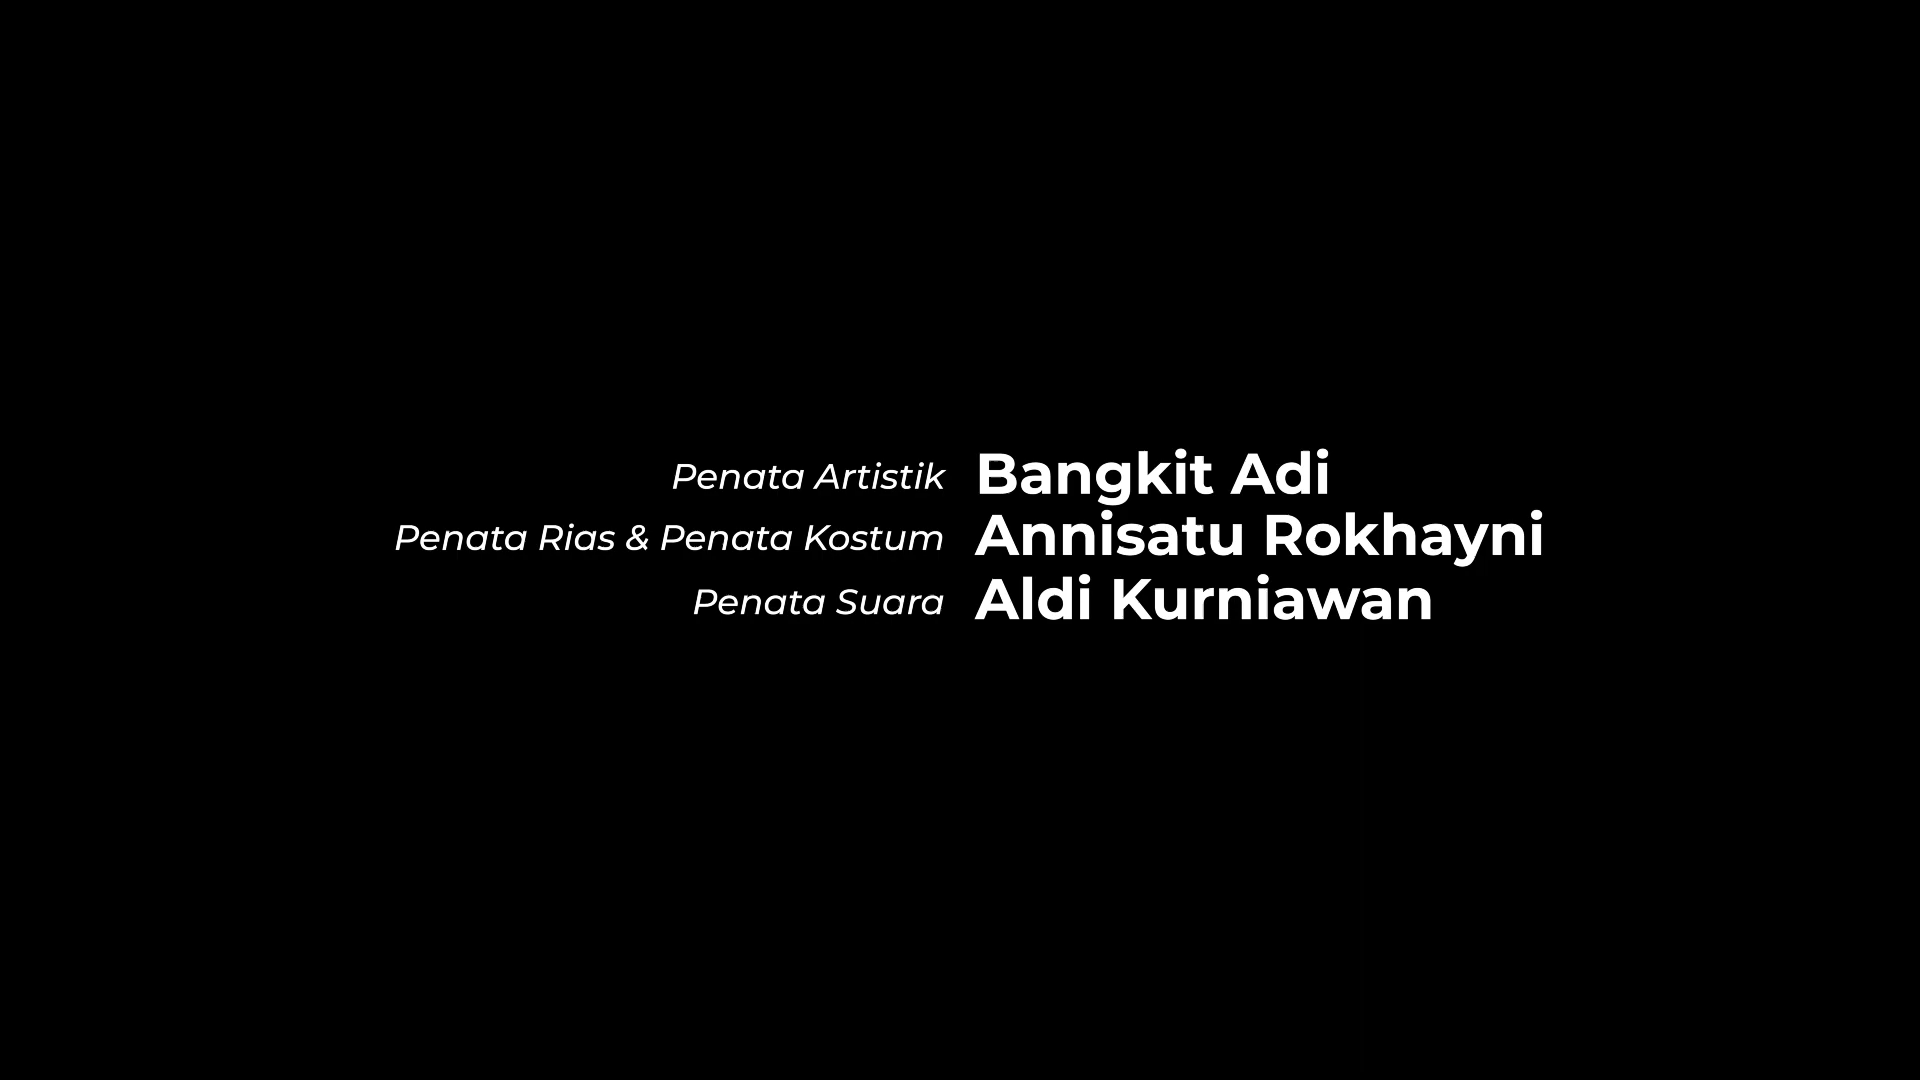 Penata Artistik Bangkit Adi
Penata Rias & Penata Kostum Annisatu Rokhayni
Penata Suara Aldi Kurniawan